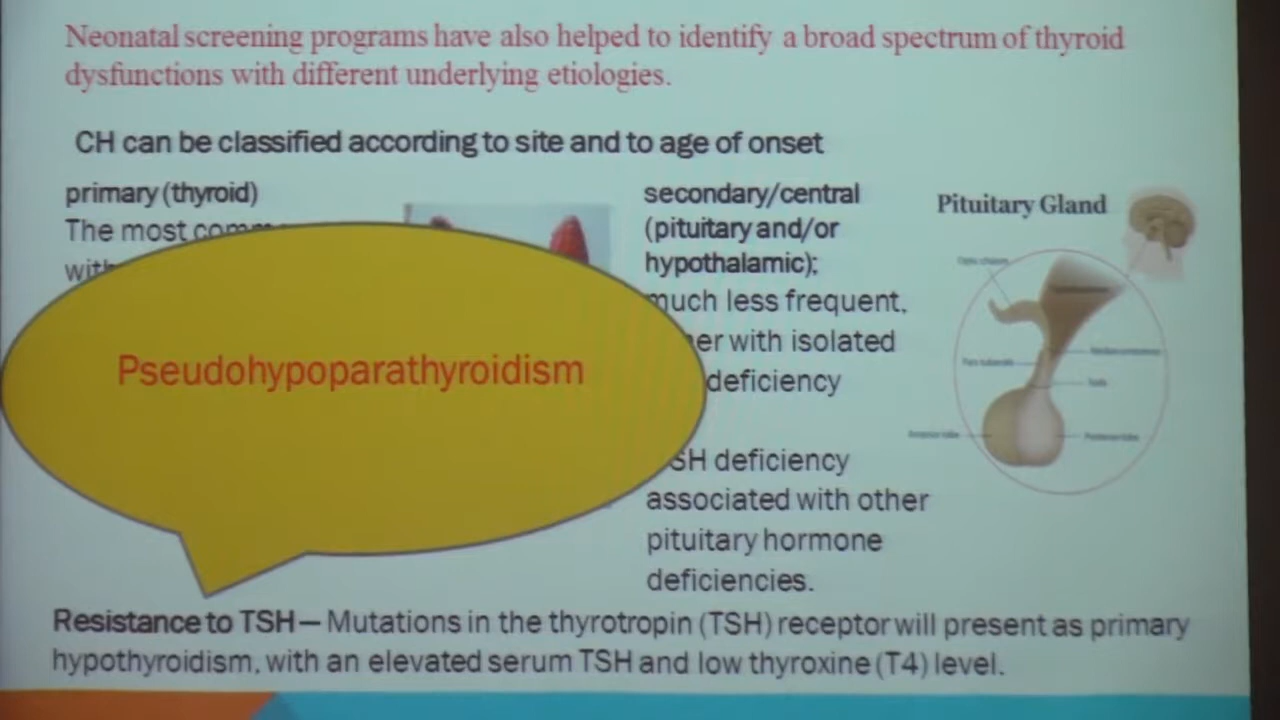 Neonatal screening programs have also helped to identify a broad spectrum of thyroid
dysfunctions with different underlying etiologies.
CH can be classified according to site and to age of onset
primary (thyroid)
The most
secondary/central
(pituitary and/or
hypothalamic);
much less frequent,
with isolated
deficiency
deficiency
associated with other
pituitary hormone
deficiencies.
Pituitary Gland
Pseudohypoparathyroidism
Resistance to TSH— Mutations in the thyrotropin (TSH) receptor will present as primary
hypothyroidism, with an elevated serum TSH and low thyroxine (T4) level.